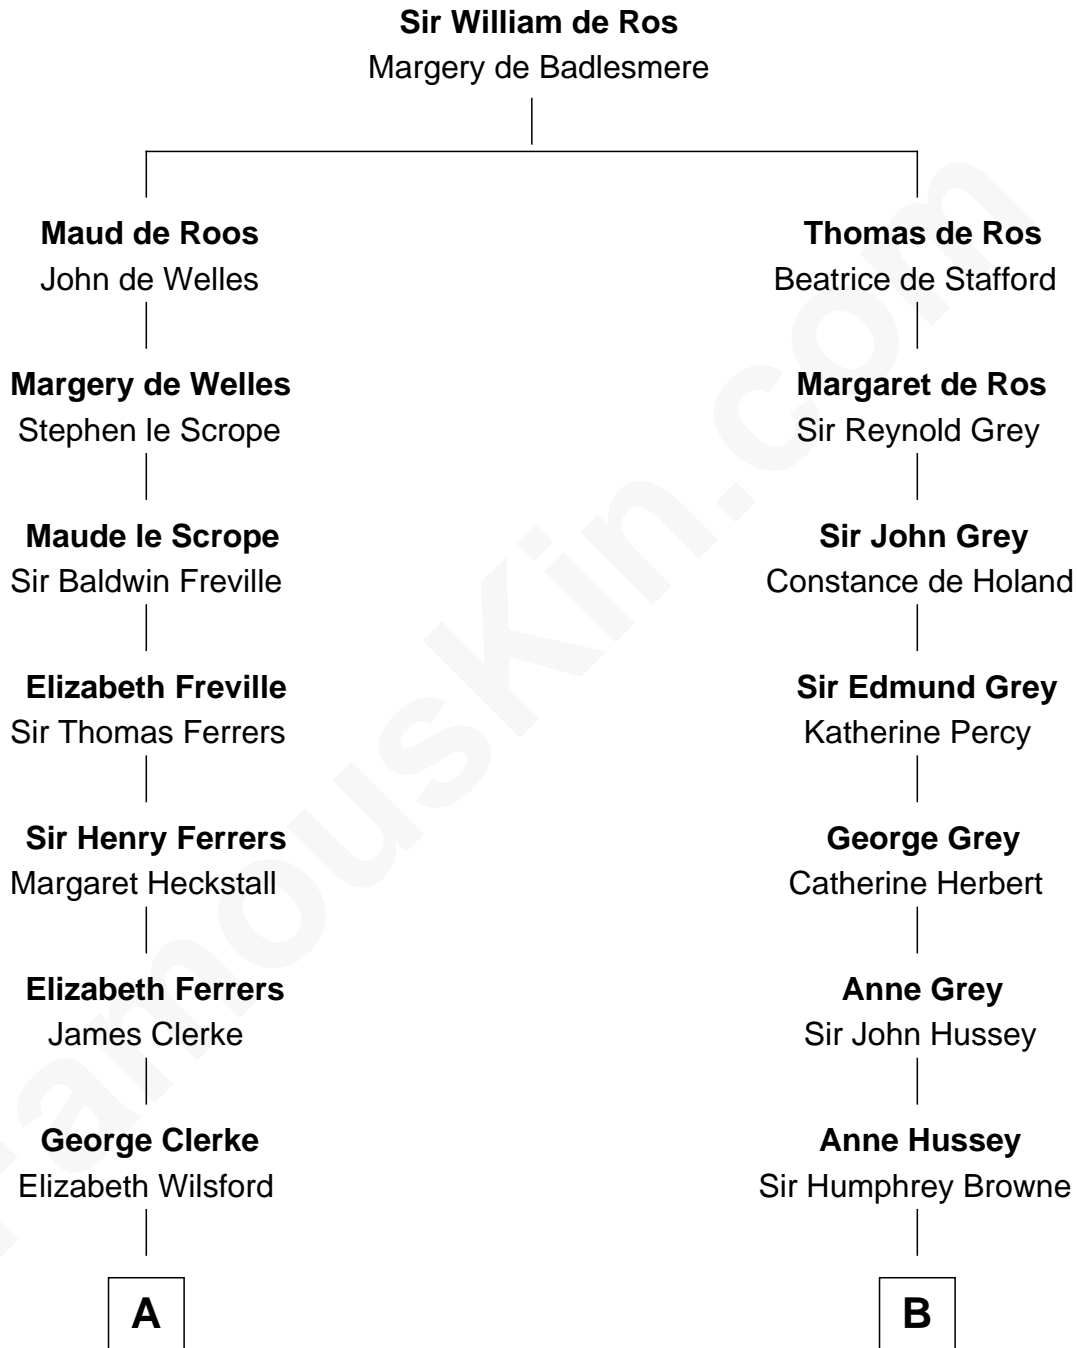 Sir William de Ros
Margery de Badlesmere
Maud de Roos
John de Welles
Thomas de Ros
Beatrice de Stafford
Margery de Welles
Stephen le Scrope
Margaret de Ros
Sir Reynold Grey
Maude le Scrope
Sir Baldwin Freville
Sir John Grey
Constance de Holand
Elizabeth Freville
Sir Thomas Ferrers
Sir Edmund Grey
Katherine Percy
Sir Henry Ferrers
Margaret Heckstall
George Grey
Catherine Herbert
Elizabeth Ferrers
James Clerke
Anne Grey
Sir John Hussey
George Clerke
Elizabeth Wilsford
Anne Hussey
Sir Humphrey Browne
A
B
FamousKin.com